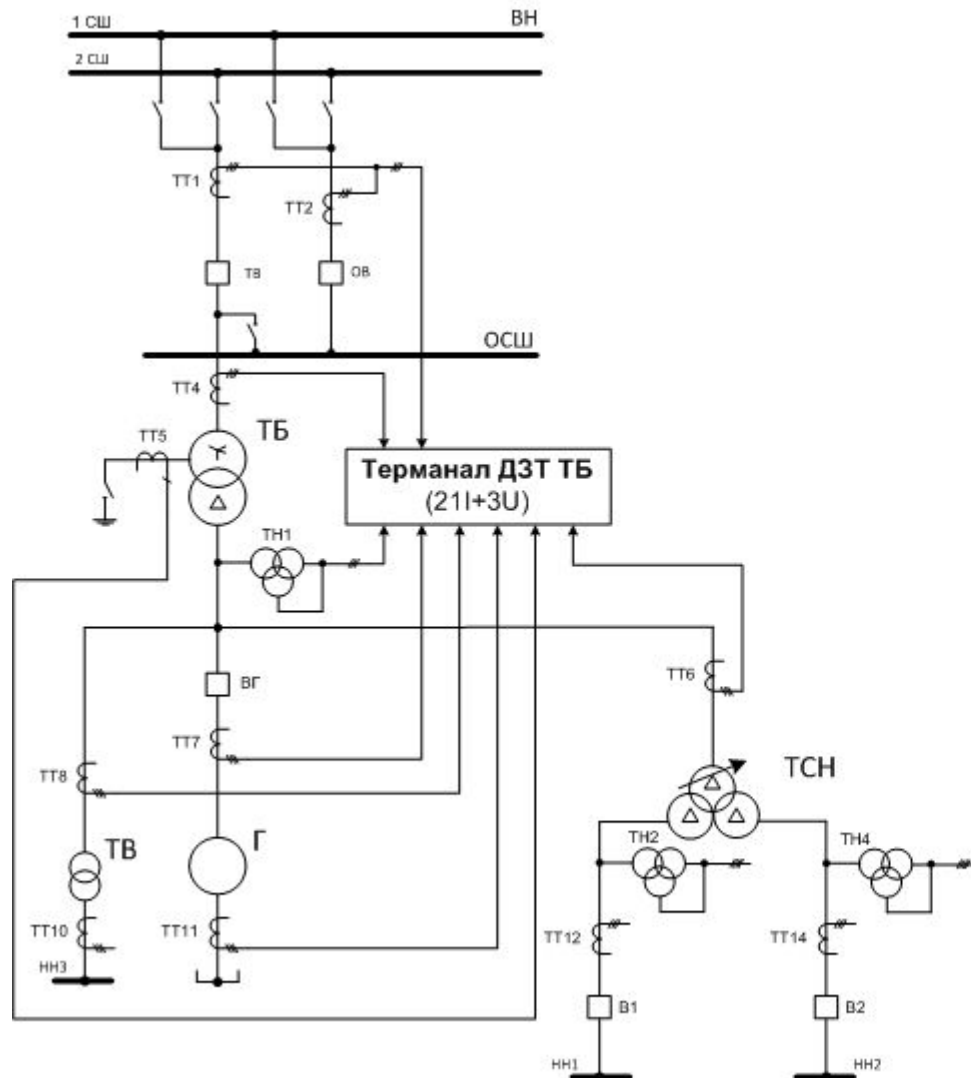 1 СШ
ВН
2 СШ
ТТ1
ТТ2
ТВ
ОВ
ОСШ
ТТ4
ТБ
ТТ5
Терманал ДЗТ ТБ
(21I+3U)
ТН1
ТТ6
ВГ
ТТ7
ТТ8
ТСН
ТВ
Г
ТН2
ТН4
ТТ10
ТТ11
ТТ12
ТТ14
НН3
В1
В2
НН1
НН2